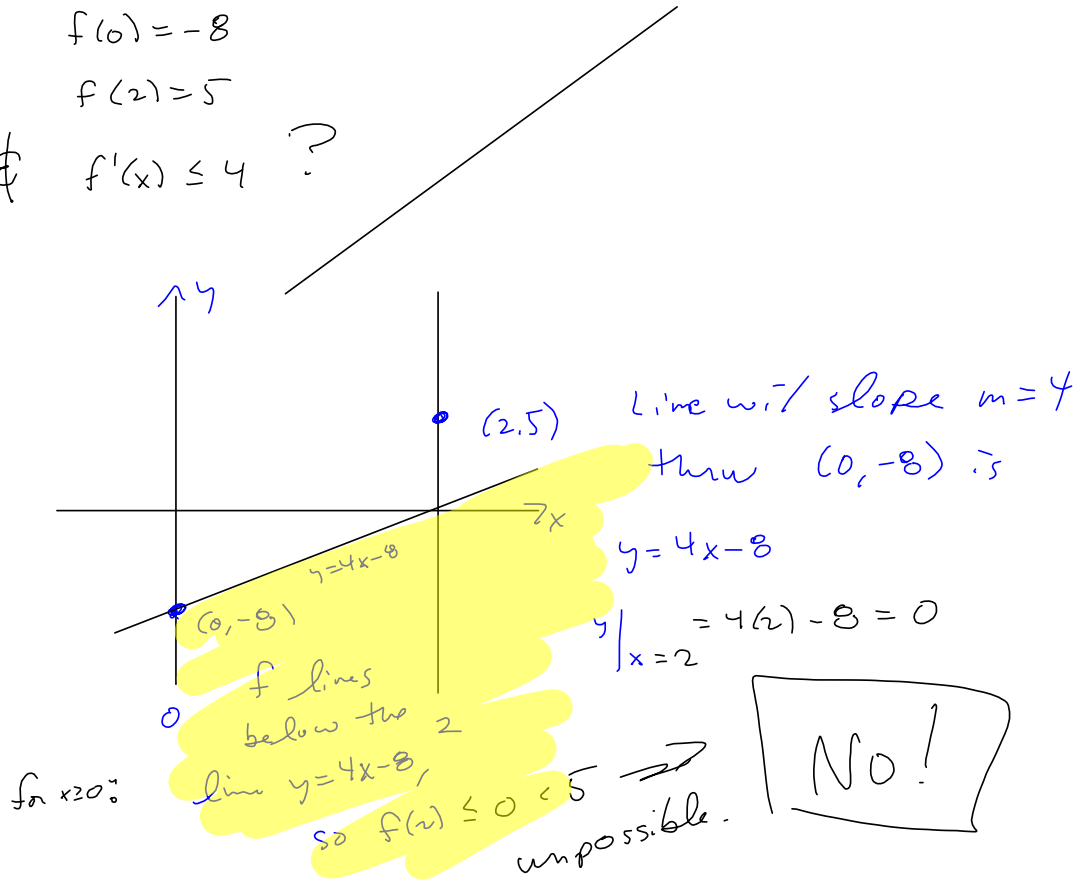 f(0) = -8
f(2) = 5
& f'(x) ≤ 4 ?
y
(2,5)
Line w/ slope m = 4
thru (0,-8) is
x
y = 4x-8
y = 4x-8
(0,-8)
y|x=2 = 4(2) - 8 = 0
f lines
0
below the
2
for x≥0:
line y = 4x-8,
so f(2) ≤ 0 < 5 →
unpossible.
No!